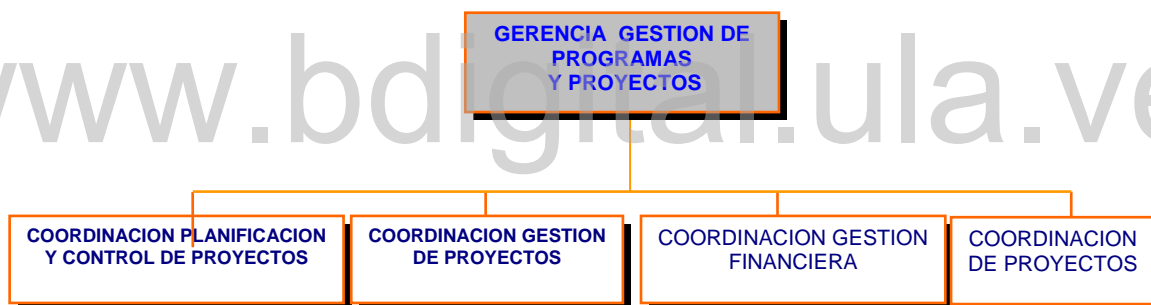 GERENCIA GESTION DE
PROGRAMAS
Y PROYECTOS
www.bdigital.ula.ve
COORDINACION PLANIFICACION
Y CONTROL DE PROYECTOS
COORDINACION GESTION
DE PROYECTOS
COORDINACION GESTION
FINANCIERA
COORDINACION
DE PROYECTOS